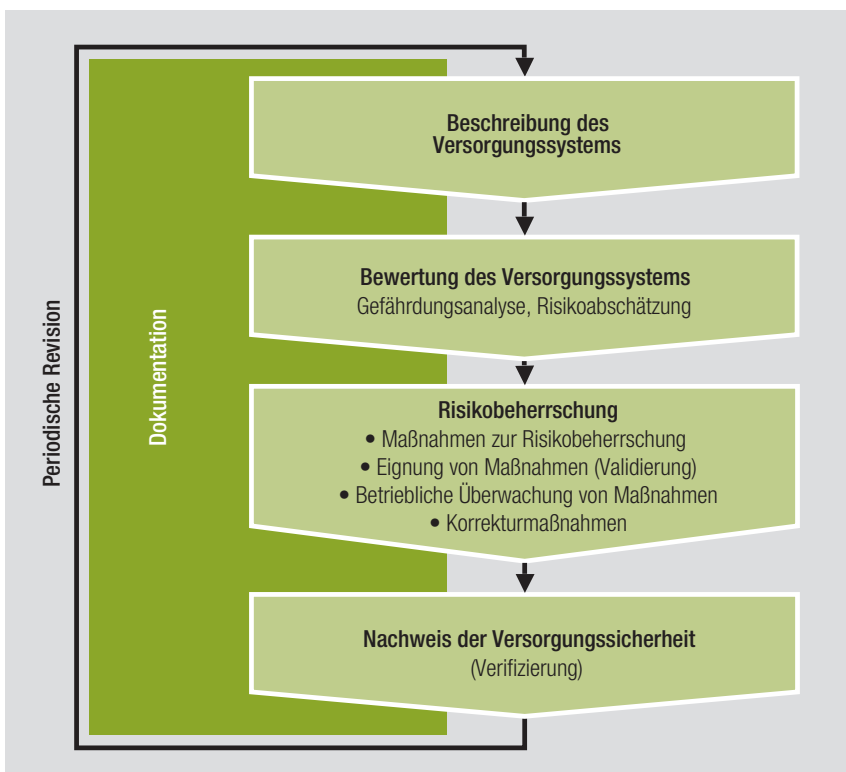 Periodische Revision
Dokumentation
Beschreibung des
Versorgungssystems
Bewertung des Versorgungssystems
Gefährdungsanalyse, Risikoabschätzung
Risikobeherrschung
• Maßnahmen zur Risikobeherrschung
• Eignung von Maßnahmen (Validierung)
• Betriebliche Überwachung von Maßnahmen
• Korrekturmaßnahmen
Nachweis der Versorgungssicherheit
(Verifizierung)